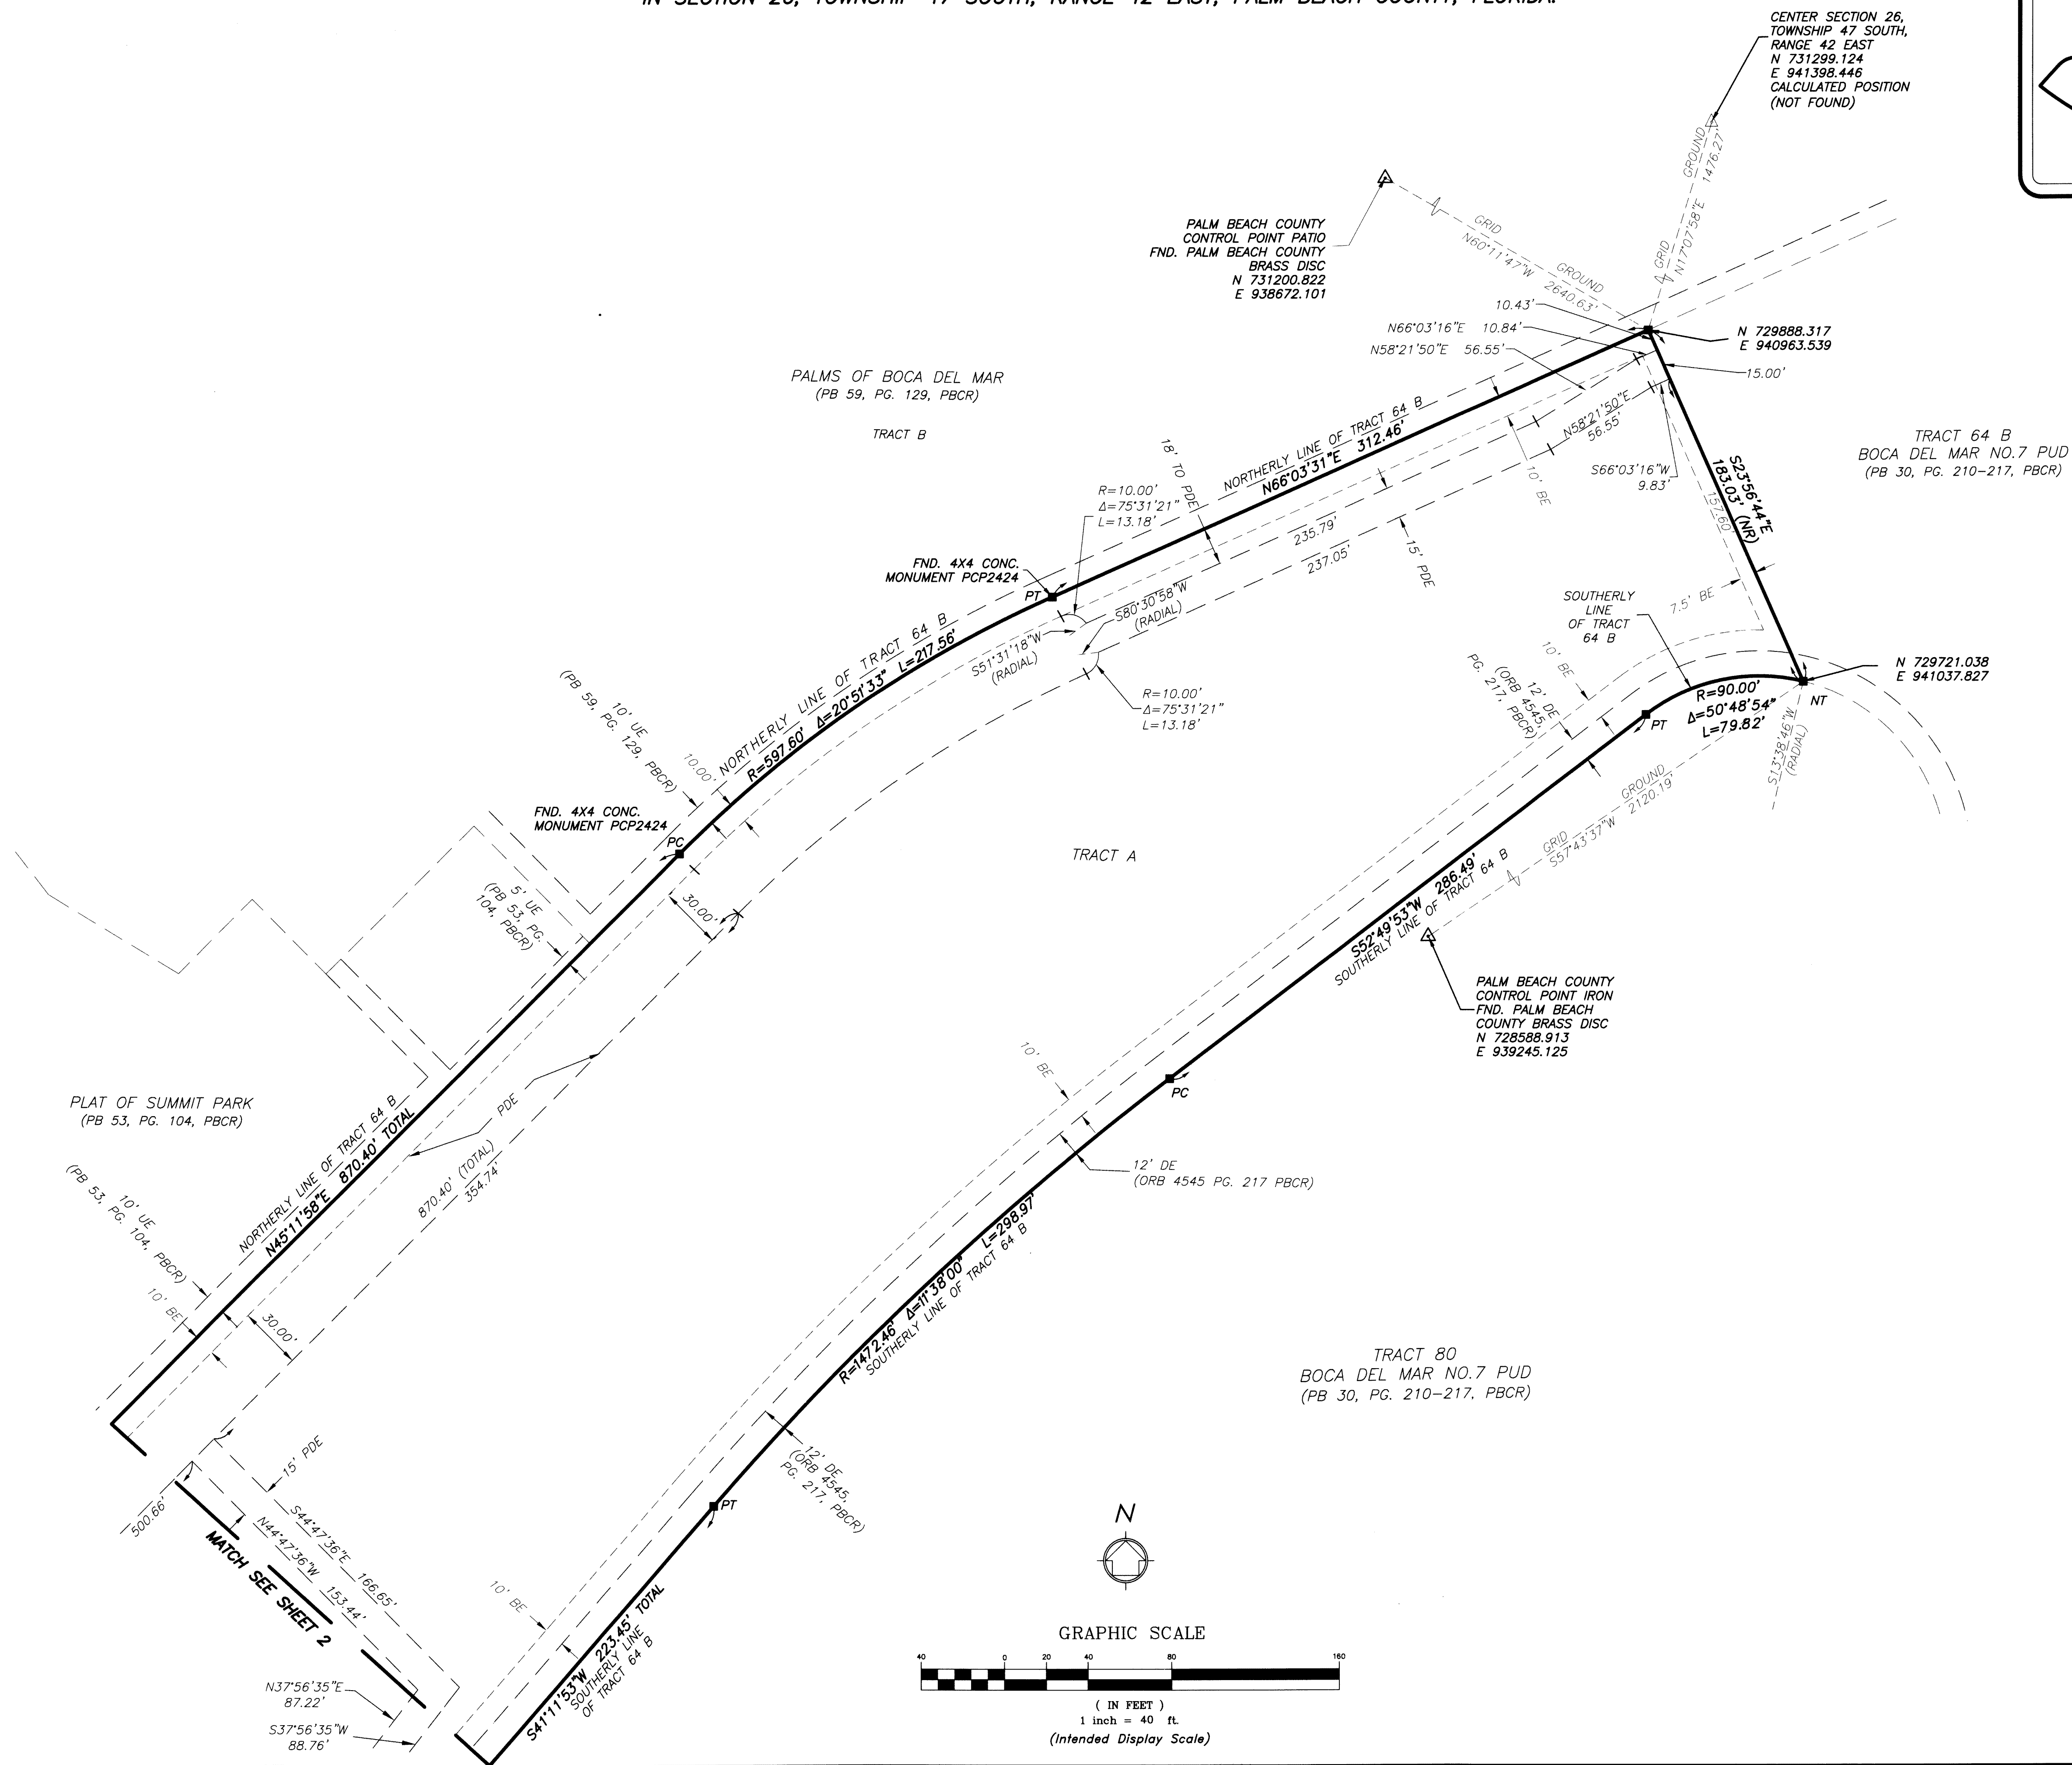 CENTER SECTION 26,
TOWNSHIP 47 SOUTH,
RANGE 42 EAST
N 731299.124
E 941398.446
CALCULATED POSITION
(NOT FOUND)
GROUND
1476.27'
GRID
N17°07'58"E
PALM BEACH COUNTY
CONTROL POINT PATIO
FND. PALM BEACH COUNTY
BRASS DISC
N 731200.822
E 938672.101
GRID
N60°11'47"W
GROUND
2640.63'
10.43'
N66°03'16"E 10.84'
N58°21'50"E 56.55'
N 729888.317
E 940963.539
15.00'
PALMS OF BOCA DEL MAR
(PB 59, PG. 129, PBCR)
TRACT B
TRACT 64 B
BOCA DEL MAR NO.7 PUD
(PB 30, PG. 210-217, PBCR)
NORTHERLY LINE OF TRACT 64 B
N66°03'31"E 312.46'
18' TO PDE
N58°21'50"E
56.55'
S66°03'16"W
9.83'
10' BE
S23°56'44"E
183.03' (NR)
157.60'
R=10.00'
Δ=75°31'21"
L=13.18'
235.79'
237.05'
15' PDE
FND. 4X4 CONC.
MONUMENT PCP2424
PT
S80°30'58"W
(RADIAL)
S51°31'18"W
(RADIAL)
R=10.00'
Δ=75°31'21"
L=13.18'
SOUTHERLY
LINE
OF TRACT
64 B
7.5' BE
10' BE
12' DE
(ORB 4545,
PG. 217, PBCR)
N 729721.038
E 941037.827
NT
R=90.00'
Δ=50°48'54"
L=79.82'
PT
S13°38'46"W
(RADIAL)
NORTHERLY LINE OF TRACT 64 B
R=597.60' Δ=20°51'33" L=217.56'
10' UE
(PB 59, PG. 129, PBCR)
10.00'
FND. 4X4 CONC.
MONUMENT PCP2424
PC
TRACT A
GROUND
2120.19'
GRID
S57°43'37"W
S52°49'53"W 286.49'
SOUTHERLY LINE OF TRACT 64 B
5' UE
(PB 53, PG.
104, PBCR)
30.00'
PALM BEACH COUNTY
CONTROL POINT IRON
FND. PALM BEACH
COUNTY BRASS DISC
N 728588.913
E 939245.125
10' BE
PC
PLAT OF SUMMIT PARK
(PB 53, PG. 104, PBCR)
PDE
NORTHERLY LINE OF TRACT 64 B
N45°11'58"E 870.40' TOTAL
870.40' (TOTAL)
354.74'
12' DE
(ORB 4545 PG. 217 PBCR)
10' UE
(PB 53, PG. 104, PBCR)
10' BE
30.00'
R=1472.46' Δ=11°38'00" L=298.97'
SOUTHERLY LINE OF TRACT 64 B
TRACT 80
BOCA DEL MAR NO.7 PUD
(PB 30, PG. 210-217, PBCR)
15' PDE
12' DE
(ORB 4545,
PG. 217, PBCR)
PT
500.66'
S44°47'36"E 166.65'
N44°47'36"W 153.44'
MATCH SEE SHEET 2
10' BE
S41°11'53"W 223.45' TOTAL
SOUTHERLY LINE
OF TRACT 64 B
N37°56'35"E
87.22'
S37°56'35"W
88.76'
N
GRAPHIC SCALE
40 0 20 40 80 160
( IN FEET )
1 inch = 40 ft.
(Intended Display Scale)